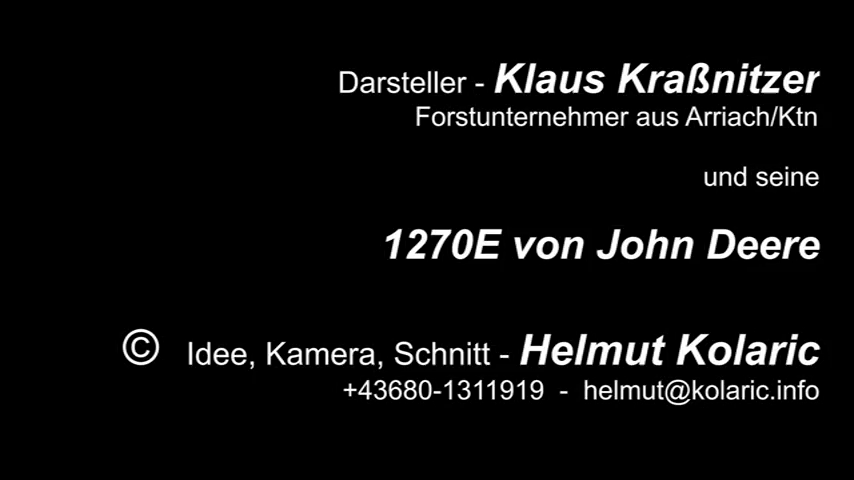 Darsteller - Klaus Kraßnitzer
Forstunternehmer aus Arriach/Ktn
und seine
1270E von John Deere
© Idee, Kamera, Schnitt - Helmut Kolaric
+43680-1311919 - helmut@kolaric.info